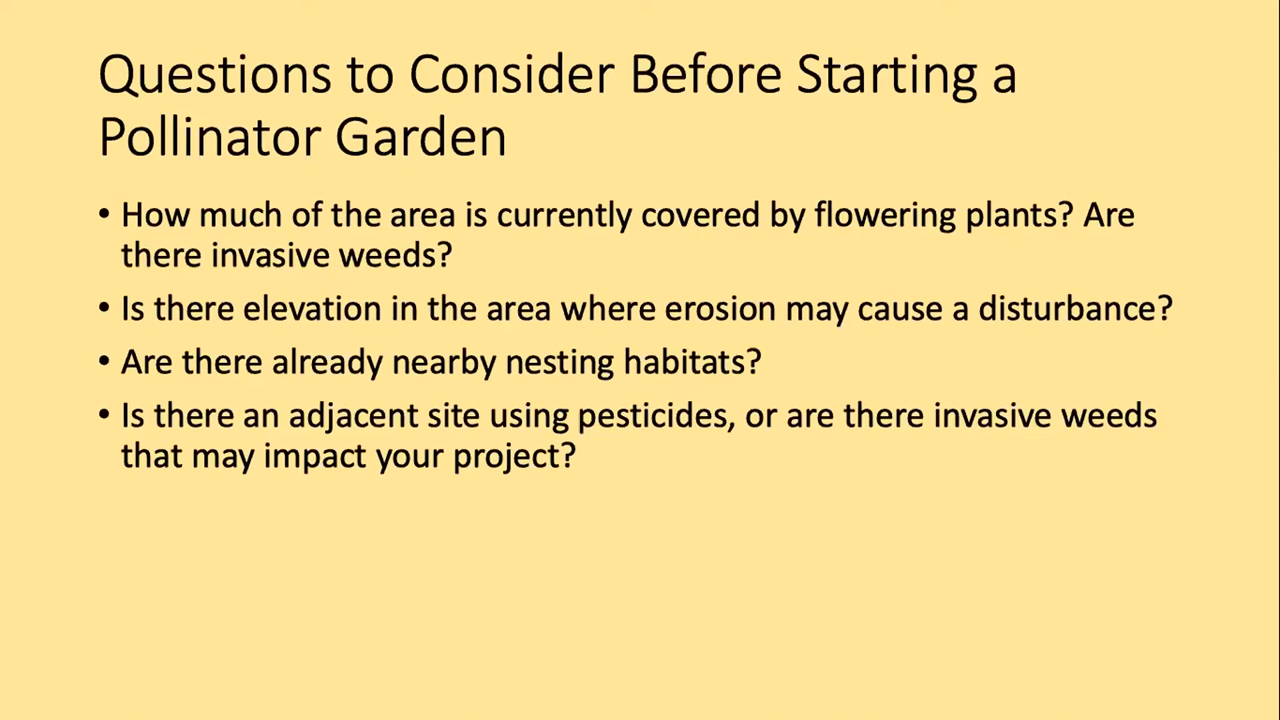 Questions to Consider Before Starting a
Pollinator Garden
• How much of the area is currently covered by flowering plants? Are
there invasive weeds?
• Is there elevation in the area where erosion may cause a disturbance?
• Are there already nearby nesting habitats?
• Is there an adjacent site using pesticides, or are there invasive weeds
that may impact your project?